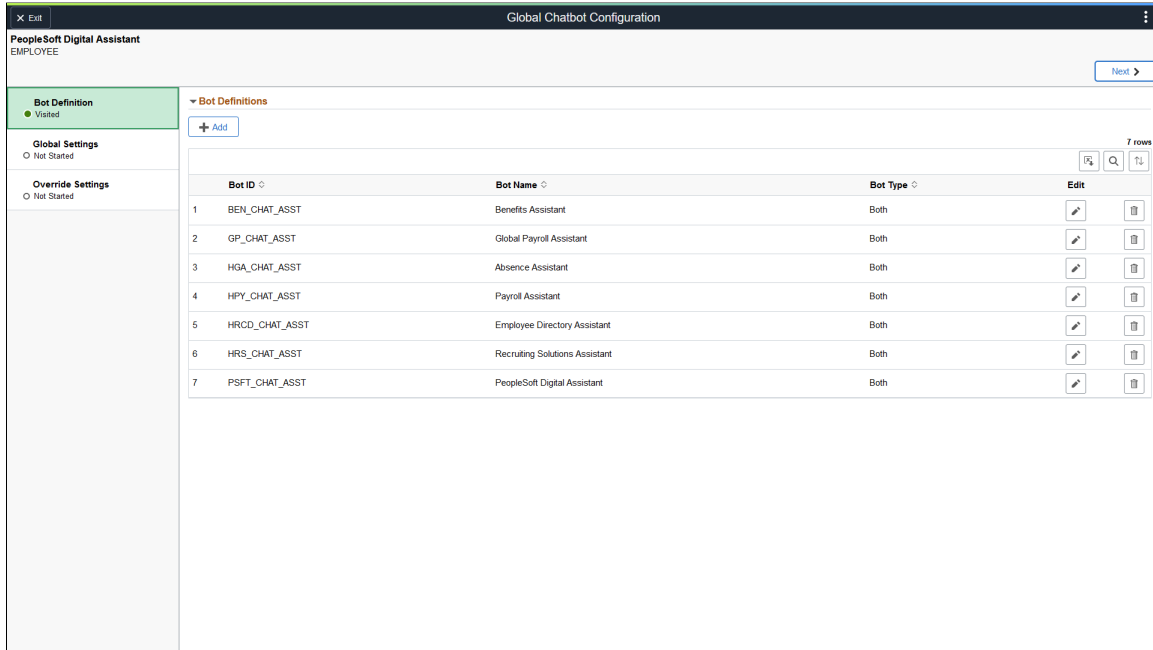 Exit
Global Chatbot Configuration
PeopleSoft Digital Assistant
EMPLOYEE
Next
Bot Definition
Visited
Global Settings
Not Started
Override Settings
Not Started
Bot Definitions
Add
7 rows
Bot ID Bot Name Bot Type Edit
1 BEN_CHAT_ASST Benefits Assistant Both
2 GP_CHAT_ASST Global Payroll Assistant Both
3 HGA_CHAT_ASST Absence Assistant Both
4 HPY_CHAT_ASST Payroll Assistant Both
5 HRCD_CHAT_ASST Employee Directory Assistant Both
6 HRS_CHAT_ASST Recruiting Solutions Assistant Both
7 PSFT_CHAT_ASST PeopleSoft Digital Assistant Both